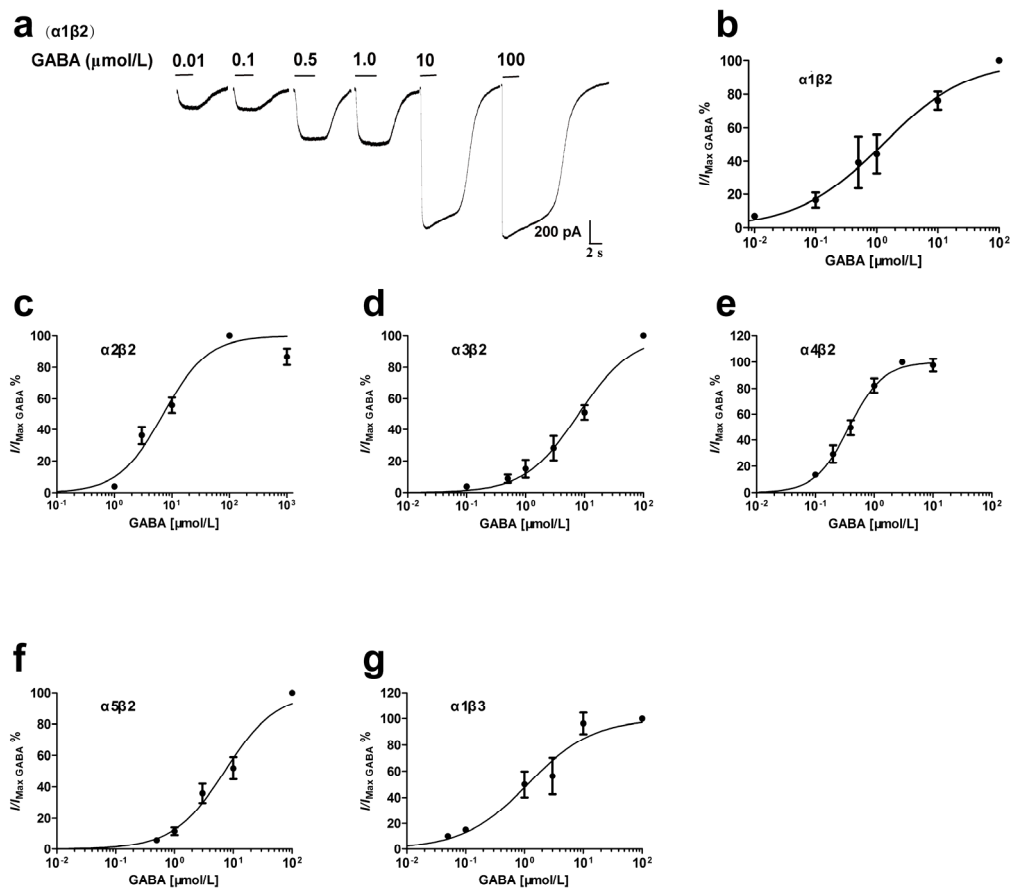 a (α1β2)
GABA (μmol/L) 0.01 0.1 0.5 1.0 10 100
200 pA
2 s
b
α1β2
I/I Max GABA %
100
80
60
40
20
0
10⁻² 10⁻¹ 10⁰ 10¹ 10²
GABA [μmol/L]
c
α2β2
I/I Max GABA %
100
80
60
40
20
0
10⁻¹ 10⁰ 10¹ 10² 10³
GABA [μmol/L]
d
α3β2
I/I Max GABA %
100
80
60
40
20
0
10⁻² 10⁻¹ 10⁰ 10¹ 10²
GABA [μmol/L]
e
α4β2
I/I Max GABA %
120
100
80
60
40
20
0
10⁻² 10⁻¹ 10⁰ 10¹ 10²
GABA [μmol/L]
f
α5β2
I/I Max GABA %
100
80
60
40
20
0
10⁻² 10⁻¹ 10⁰ 10¹ 10²
GABA [μmol/L]
g
α1β3
I/I Max GABA %
120
100
80
60
40
20
0
10⁻² 10⁻¹ 10⁰ 10¹ 10²
GABA [μmol/L]